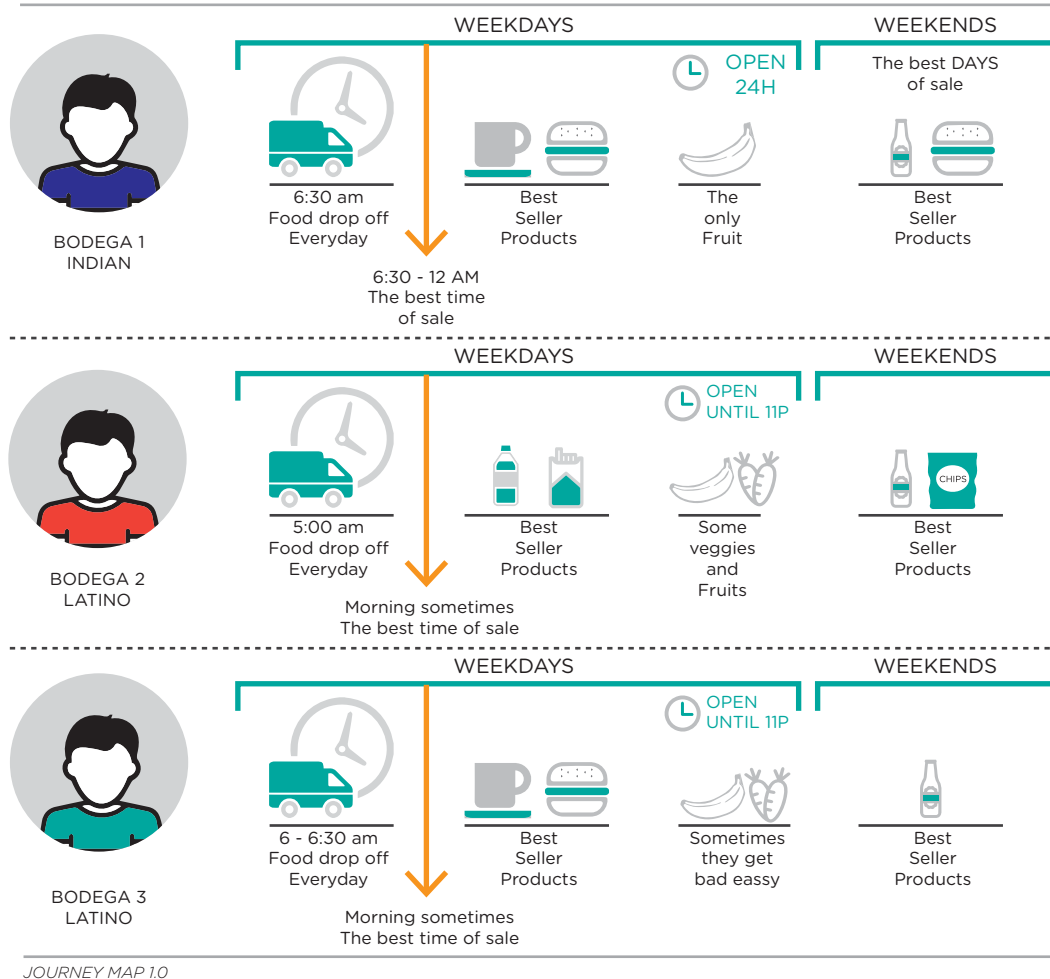 WEEKDAYS
WEEKENDS
OPEN
24H
The best DAYS
of sale
6:30 am
Food drop off
Everyday
Best
Seller
Products
The
only
Fruit
Best
Seller
Products
BODEGA 1
INDIAN
6:30 - 12 AM
The best time
of sale
WEEKDAYS
WEEKENDS
OPEN
UNTIL 11P
CHIPS
5:00 am
Food drop off
Everyday
Best
Seller
Products
Some
veggies
and
Fruits
Best
Seller
Products
BODEGA 2
LATINO
Morning sometimes
The best time of sale
WEEKDAYS
WEEKENDS
OPEN
UNTIL 11P
6 - 6:30 am
Food drop off
Everyday
Best
Seller
Products
Sometimes
they get
bad eassy
Best
Seller
Products
BODEGA 3
LATINO
Morning sometimes
The best time of sale
JOURNEY MAP 1.0